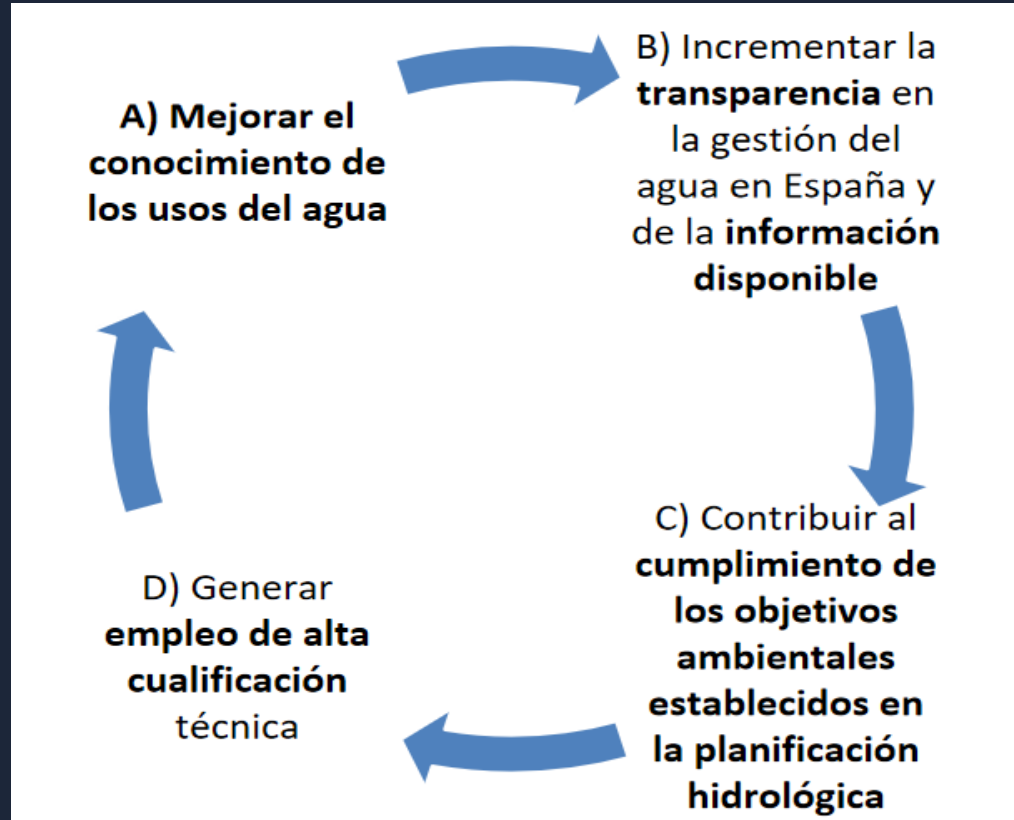 A) Mejorar el
conocimiento de
los usos del agua
B) Incrementar la
transparencia en
la gestión del
agua en España y
de la información
disponible
C) Contribuir al
cumplimiento de
los objetivos
ambientales
establecidos en
la planificación
hidrológica
D) Generar
empleo de alta
cualificación
técnica